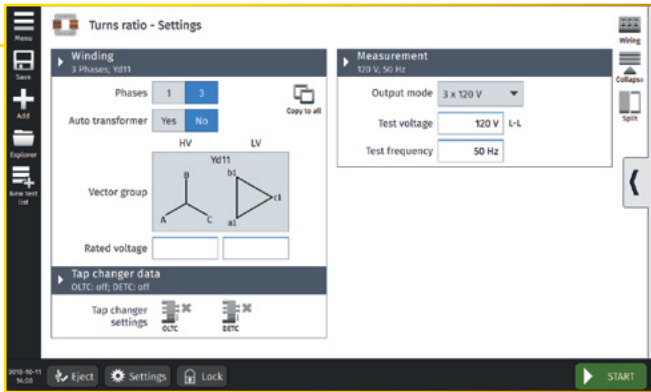 Menu
Save
Add
Explorer
New test
list
Turns ratio - Settings
Winding
3 Phases; Yd11
Phases 1 3
Copy to all
Auto transformer Yes No
HV LV
Yd11
Vector group
B
A C
b1
c1
a1
Rated voltage
Tap changer data
OLTC: off; DETC: off
Tap changer
settings
OLTC DETC
Measurement
120 V; 50 Hz
Output mode 3 x 120 V
Test voltage 120 V L-L
Test frequency 50 Hz
Wiring
Collapse
Split
2018-10-11
14:08
Eject Settings Lock
START